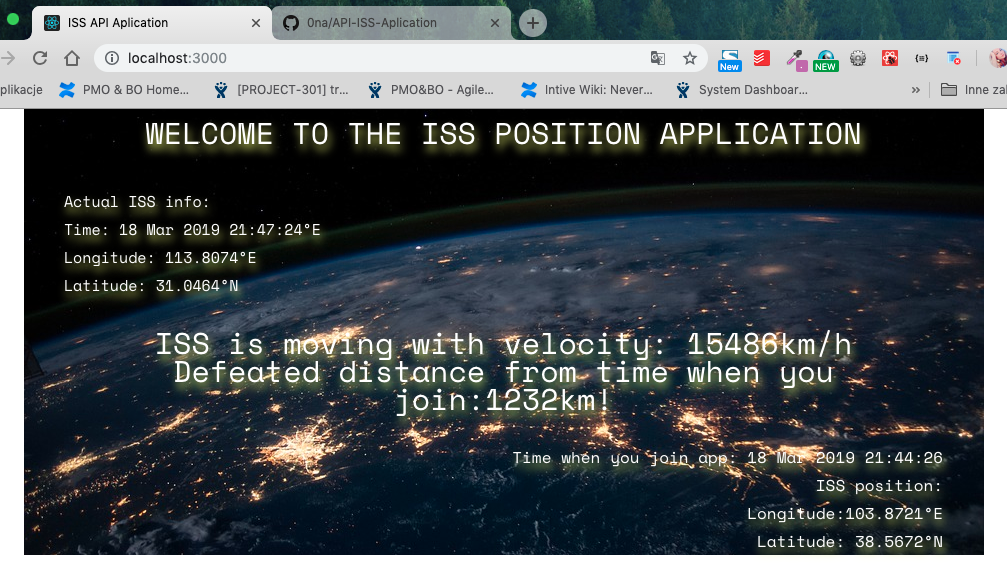 ISS API Aplication
0na/API-ISS-Aplication
localhost:3000
New
NEW
plikacje
PMO & BO Home...
[PROJECT-301] tr...
PMO&BO - Agile...
Intive Wiki: Never...
System Dashboar...
»
Inne za
WELCOME TO THE ISS POSITION APPLICATION
Actual ISS info:
Time: 18 Mar 2019 21:47:24°E
Longitude: 113.8074°E
Latitude: 31.0464°N
ISS is moving with velocity: 15486km/h
Defeated distance from time when you
join:1232km!
Time when you join app: 18 Mar 2019 21:44:26
ISS position:
Longitude:103.8721°E
Latitude: 38.5672°N